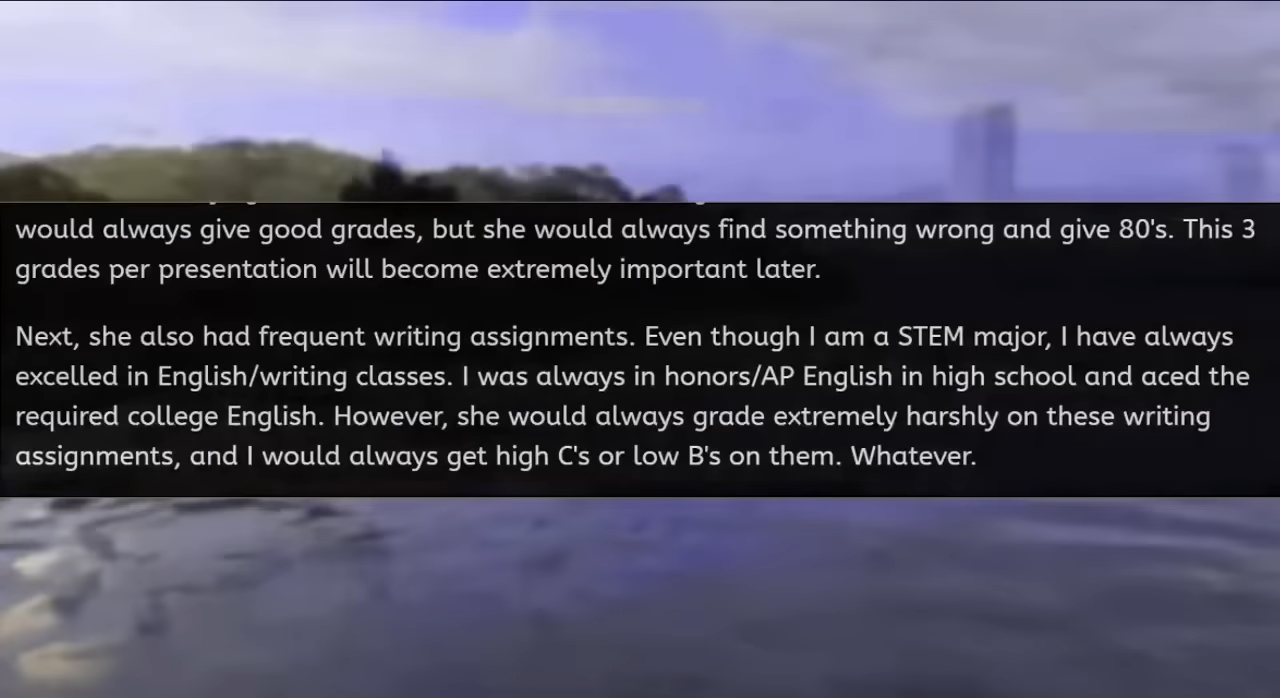 would always give good grades, but she would always find something wrong and give 80's. This 3
grades per presentation will become extremely important later.
Next, she also had frequent writing assignments. Even though I am a STEM major, I have always
excelled in English/writing classes. I was always in honors/AP English in high school and aced the
required college English. However, she would always grade extremely harshly on these writing
assignments, and I would always get high C's or low B's on them. Whatever.